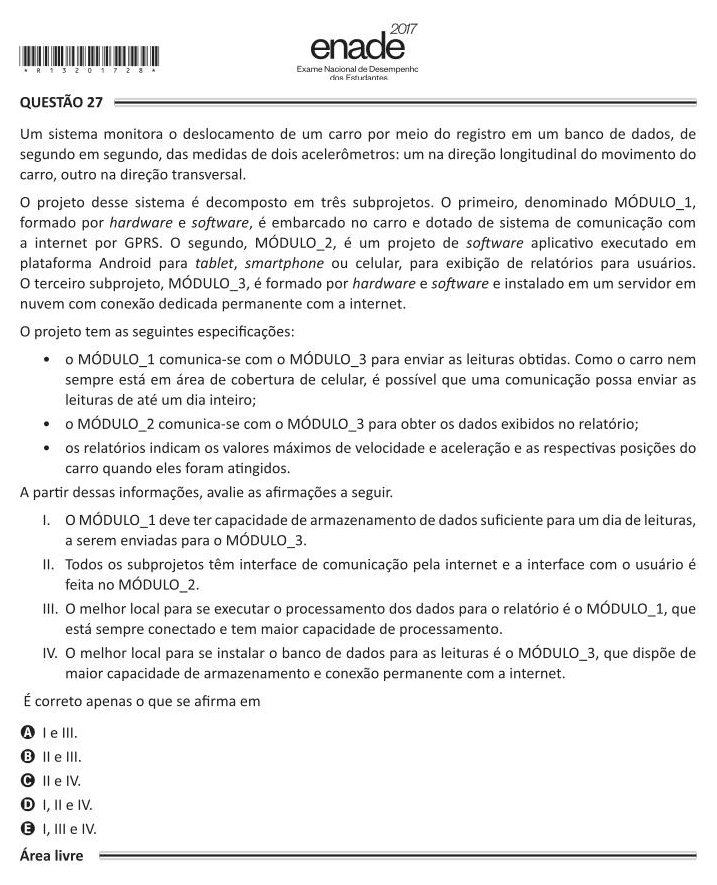 2017
enade
Exame Nacional de Desempenho
dos Estudantes
* R 1 3 2 0 1 7 2 8 *
QUESTÃO 27
Um sistema monitora o deslocamento de um carro por meio do registro em um banco de dados, de
segundo em segundo, das medidas de dois acelerômetros: um na direção longitudinal do movimento do
carro, outro na direção transversal.
O projeto desse sistema é decomposto em três subprojetos. O primeiro, denominado MÓDULO_1,
formado por hardware e software, é embarcado no carro e dotado de sistema de comunicação com
a internet por GPRS. O segundo, MÓDULO_2, é um projeto de software aplicativo executado em
plataforma Android para tablet, smartphone ou celular, para exibição de relatórios para usuários.
O terceiro subprojeto, MÓDULO_3, é formado por hardware e software e instalado em um servidor em
nuvem com conexão dedicada permanente com a internet.
O projeto tem as seguintes especificações:
• o MÓDULO_1 comunica-se com o MÓDULO_3 para enviar as leituras obtidas. Como o carro nem
sempre está em área de cobertura de celular, é possível que uma comunicação possa enviar as
leituras de até um dia inteiro;
• o MÓDULO_2 comunica-se com o MÓDULO_3 para obter os dados exibidos no relatório;
• os relatórios indicam os valores máximos de velocidade e aceleração e as respectivas posições do
carro quando eles foram atingidos.
A partir dessas informações, avalie as afirmações a seguir.
I. O MÓDULO_1 deve ter capacidade de armazenamento de dados suficiente para um dia de leituras,
a serem enviadas para o MÓDULO_3.
II. Todos os subprojetos têm interface de comunicação pela internet e a interface com o usuário é
feita no MÓDULO_2.
III. O melhor local para se executar o processamento dos dados para o relatório é o MÓDULO_1, que
está sempre conectado e tem maior capacidade de processamento.
IV. O melhor local para se instalar o banco de dados para as leituras é o MÓDULO_3, que dispõe de
maior capacidade de armazenamento e conexão permanente com a internet.
É correto apenas o que se afirma em
A I e III.
B II e III.
C II e IV.
D I, II e IV.
E I, III e IV.
Área livre